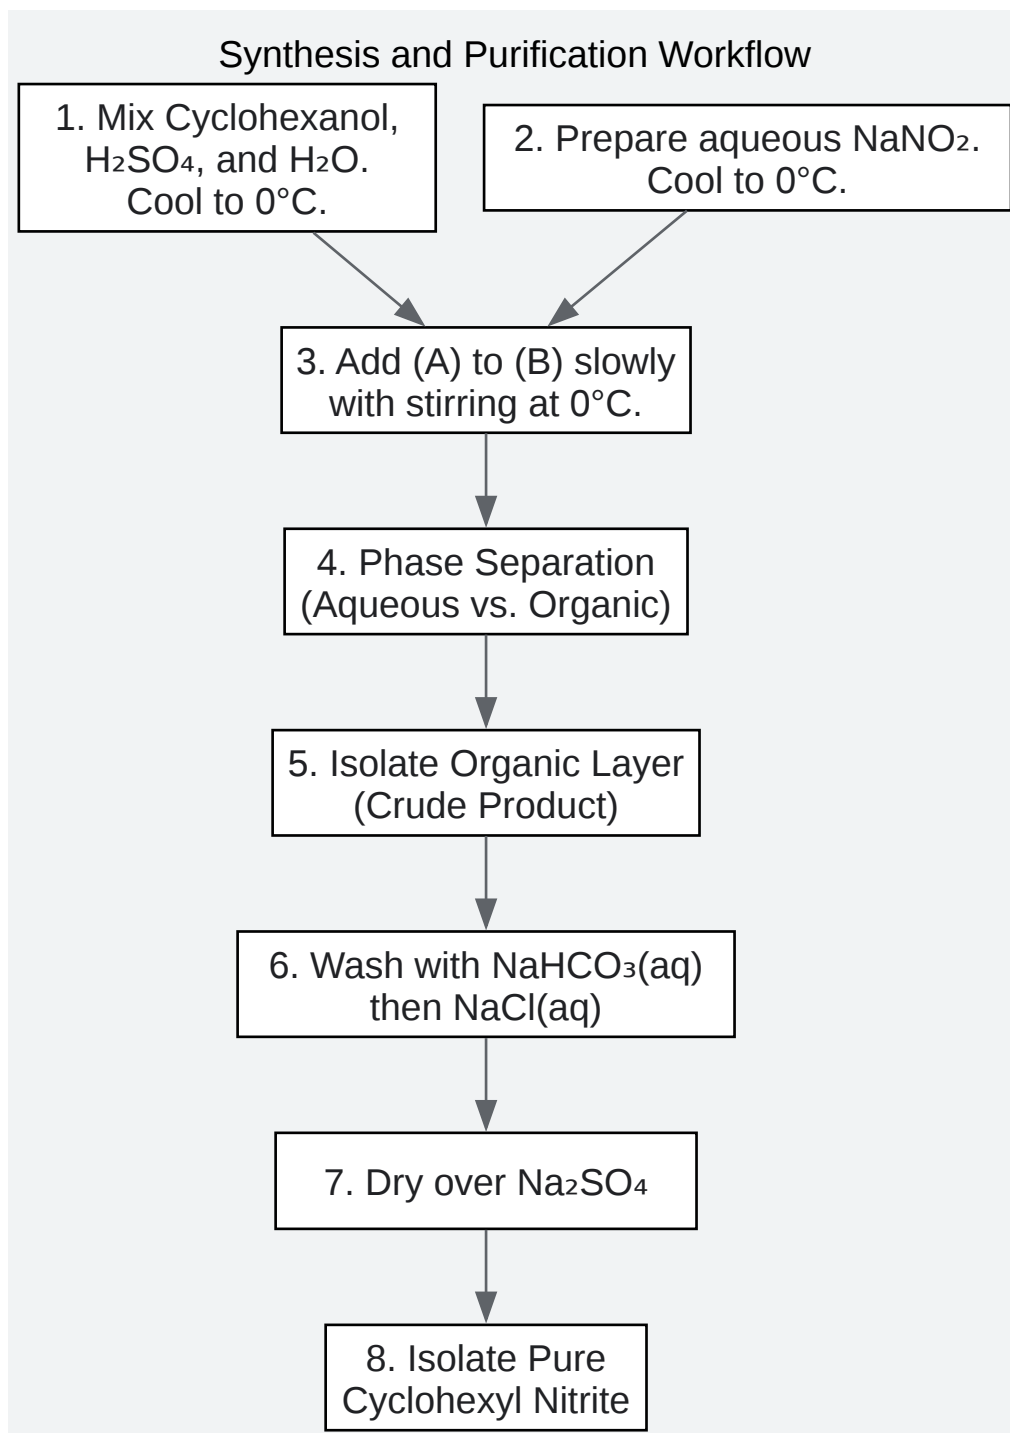 Synthesis and Purification Workflow
1. Mix Cyclohexanol,
H₂SO₄, and H₂O.
Cool to 0°C.
2. Prepare aqueous NaNO₂.
Cool to 0°C.
3. Add (A) to (B) slowly
with stirring at 0°C.
4. Phase Separation
(Aqueous vs. Organic)
5. Isolate Organic Layer
(Crude Product)
6. Wash with NaHCO₃(aq)
then NaCl(aq)
7. Dry over Na₂SO₄
8. Isolate Pure
Cyclohexyl Nitrite